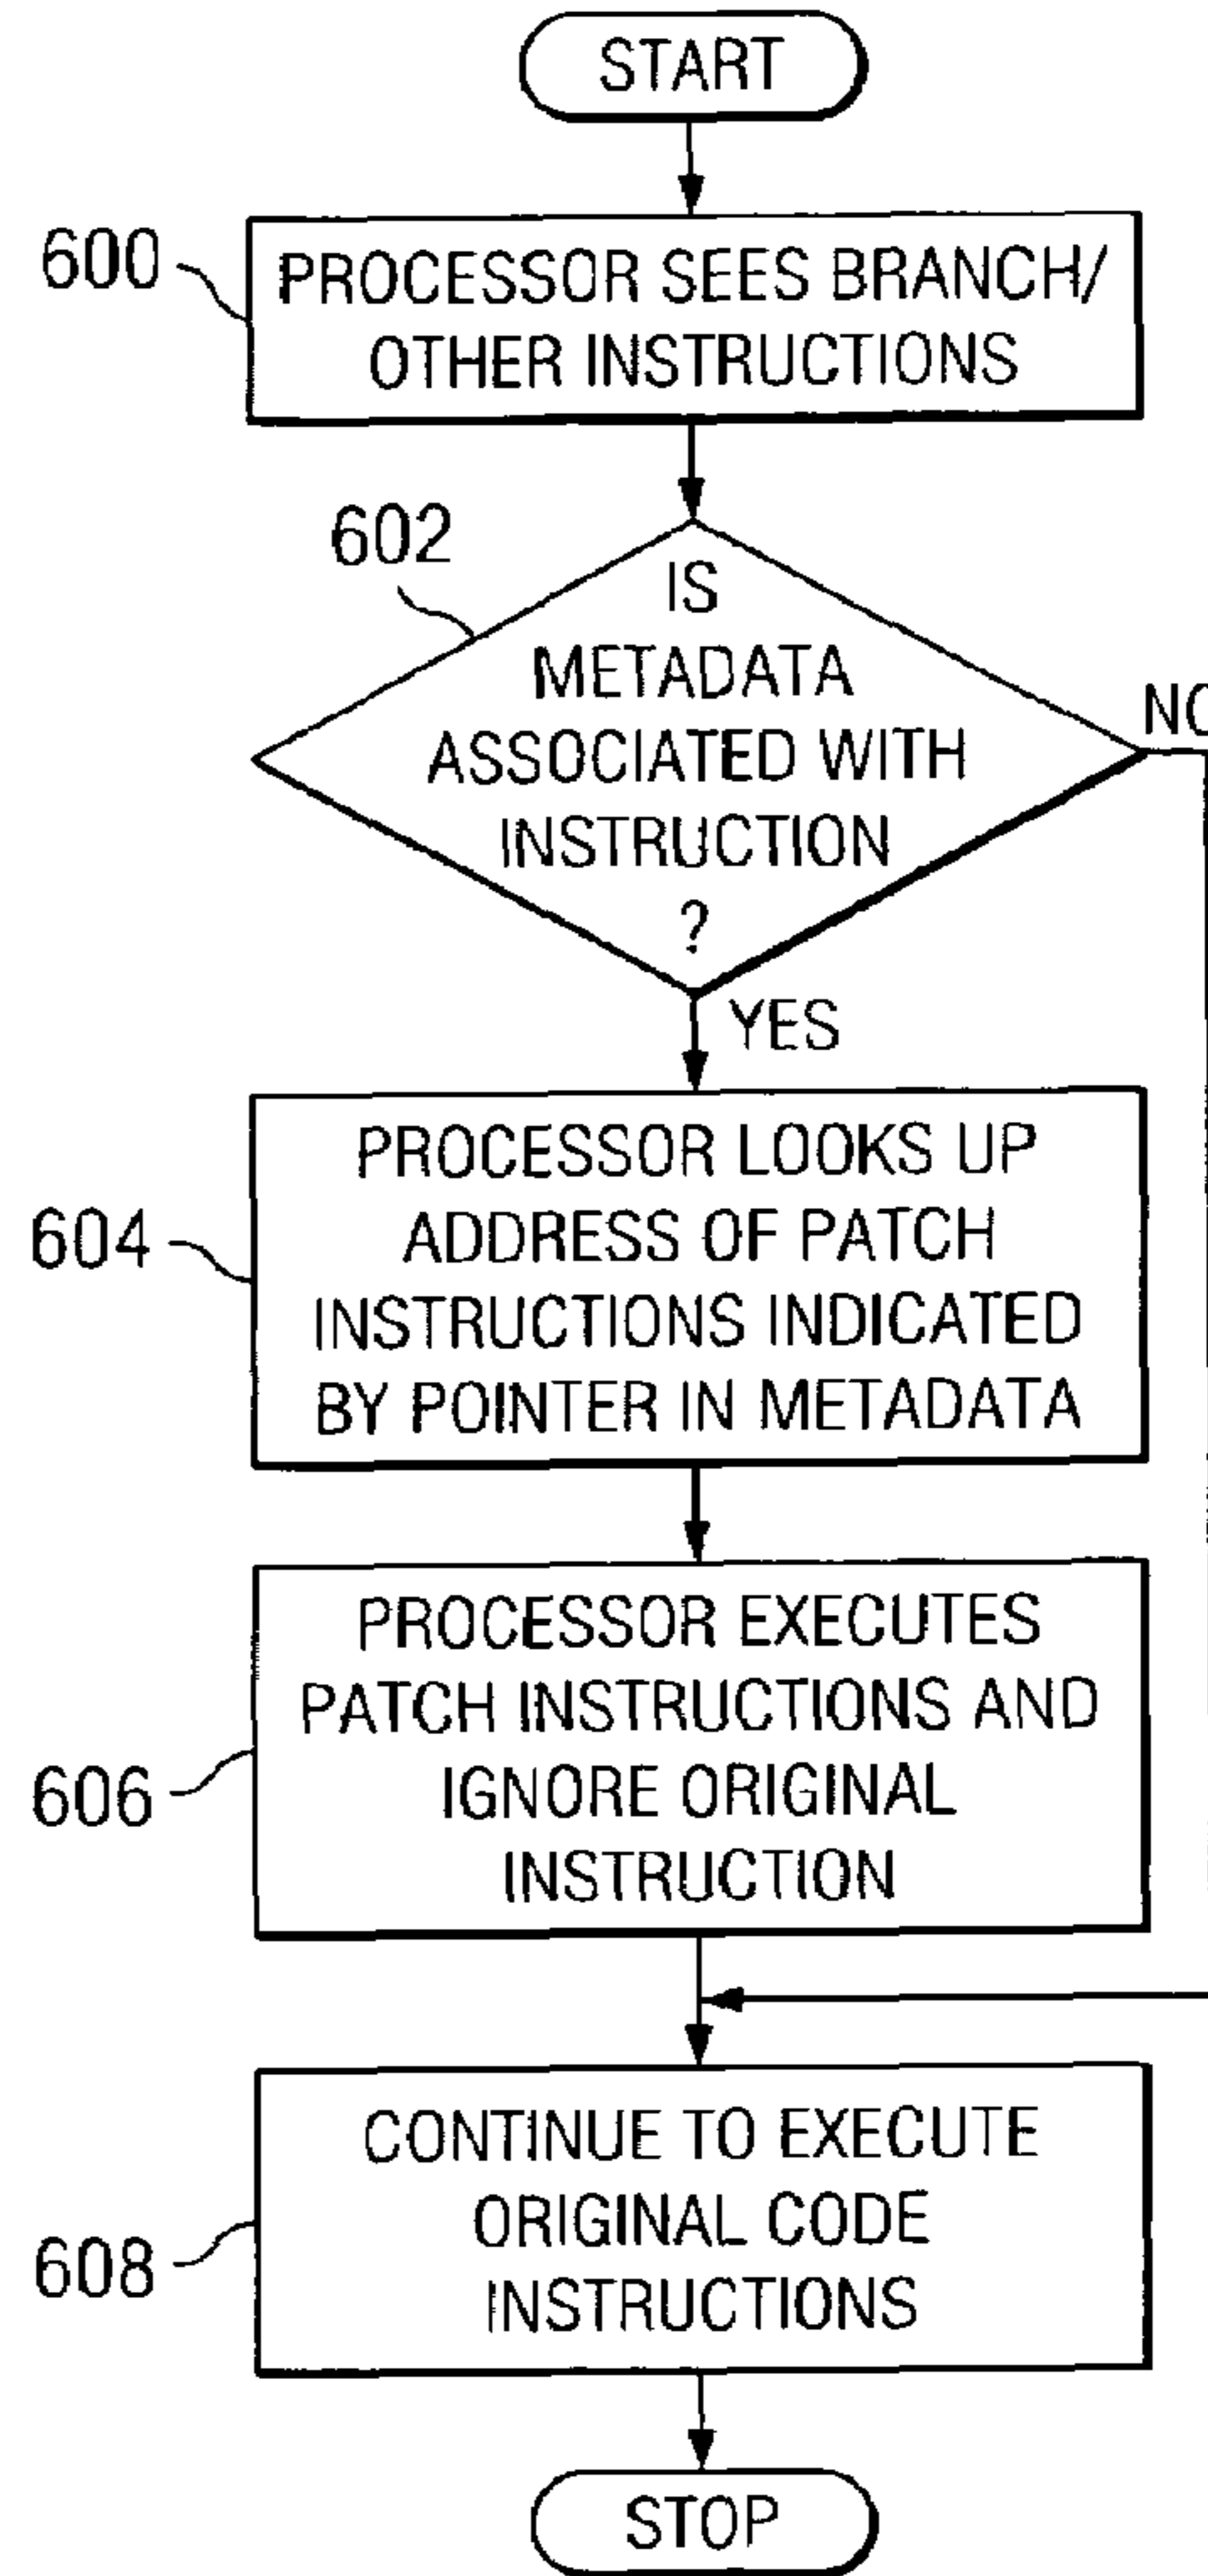 START
600
PROCESSOR SEES BRANCH/
OTHER INSTRUCTIONS
602
IS
METADATA
ASSOCIATED WITH
INSTRUCTION
?
NO
YES
604
PROCESSOR LOOKS UP
ADDRESS OF PATCH
INSTRUCTIONS INDICATED
BY POINTER IN METADATA
606
PROCESSOR EXECUTES
PATCH INSTRUCTIONS AND
IGNORE ORIGINAL
INSTRUCTION
608
CONTINUE TO EXECUTE
ORIGINAL CODE
INSTRUCTIONS
STOP